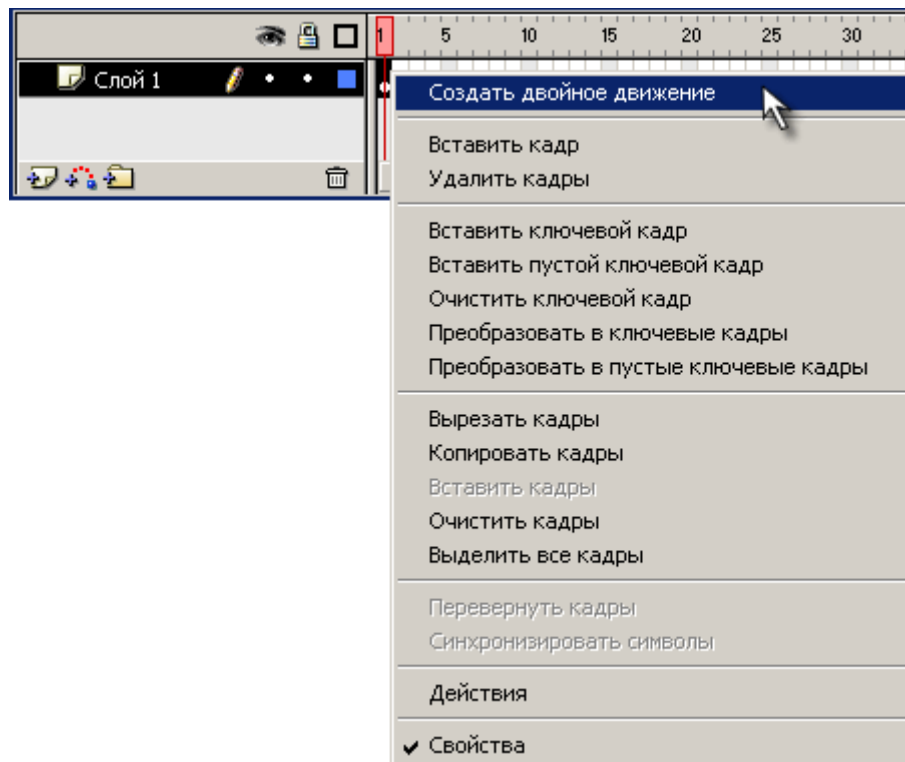 1 5 10 15 20 25 30
Слой 1
Создать двойное движение
Вставить кадр
Удалить кадры
Вставить ключевой кадр
Вставить пустой ключевой кадр
Очистить ключевой кадр
Преобразовать в ключевые кадры
Преобразовать в пустые ключевые кадры
Вырезать кадры
Копировать кадры
Вставить кадры
Очистить кадры
Выделить все кадры
Перевернуть кадры
Синхронизировать символы
Действия
Свойства